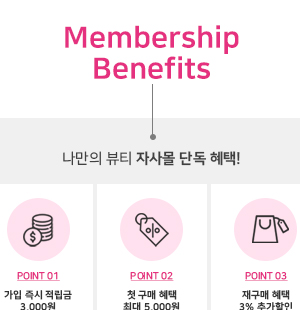 Membership
Benefits
나만의 뷰티 자사몰 단독 혜택!
POINT 01
가입 즉시 적립금
3,000원
POINT 02
첫 구매 혜택
최대 5,000원
POINT 03
재구매 혜택
3% 추가할인